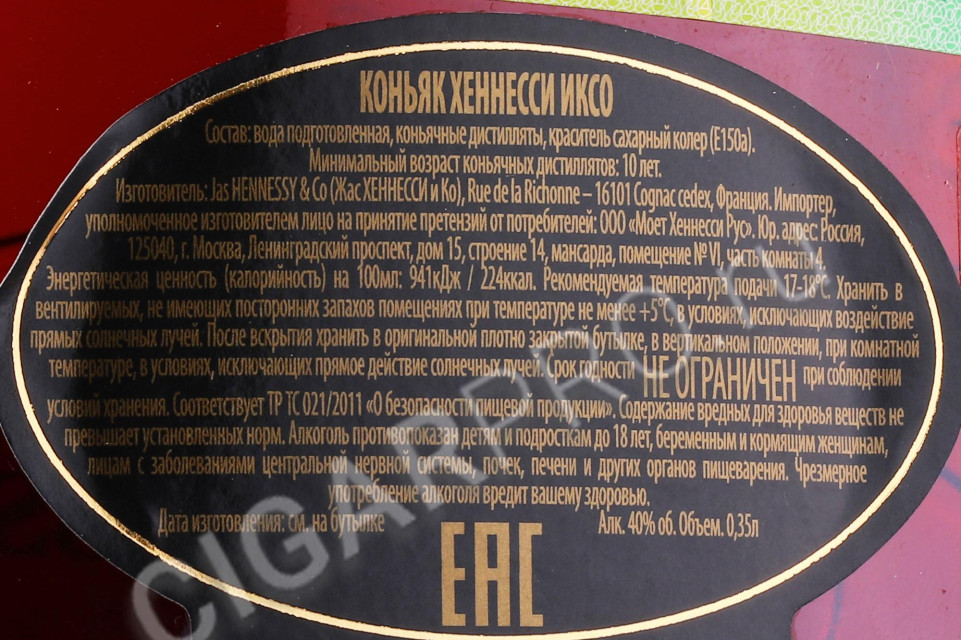 КОНЬЯК ХЕННЕССИ ИКСО
Состав: вода подготовленная, коньячные дистилляты, краситель сахарный колер (Е150а).
Минимальный возраст коньячных дистиллятов: 10 лет.
Изготовитель: Jas HENNESSY & Co (Жас ХЕННЕССИ и Ко), Rue de la Richonne – 16101 Cognac cedex, Франция. Импортер,
уполномоченное изготовителем лицо на принятие претензий от потребителей: ООО «Моет Хеннесси Рус». Юр. адрес: Россия,
125040, г. Москва, Ленинградский проспект, дом 15, строение 14, мансарда, помещение № VI, часть комнаты 4.
Энергетическая ценность (калорийность) на 100мл: 941кДж / 224ккал. Рекомендуемая температура подачи 17-18°С. Хранить в
вентилируемых, не имеющих посторонних запахов помещениях при температуре не менее +5°С, в условиях, исключающих воздействие
прямых солнечных лучей. После вскрытия хранить в оригинальной плотно закрытой бутылке, в вертикальном положении, при комнатной
температуре, в условиях, исключающих прямое действие солнечных лучей. Срок годности НЕ ОГРАНИЧЕН при соблюдении
условий хранения. Соответствует ТР ТС 021/2011 «О безопасности пищевой продукции». Содержание вредных для здоровья веществ не
превышает установленных норм. Алкоголь противопоказан детям и подросткам до 18 лет, беременным и кормящим женщинам,
лицам с заболеваниями центральной нервной системы, почек, печени и других органов пищеварения. Чрезмерное
употребление алкоголя вредит вашему здоровью.
Дата изготовления: см. на бутылке
Алк. 40% об. Объем. 0,35л
EAC
CIGARPRO.ru